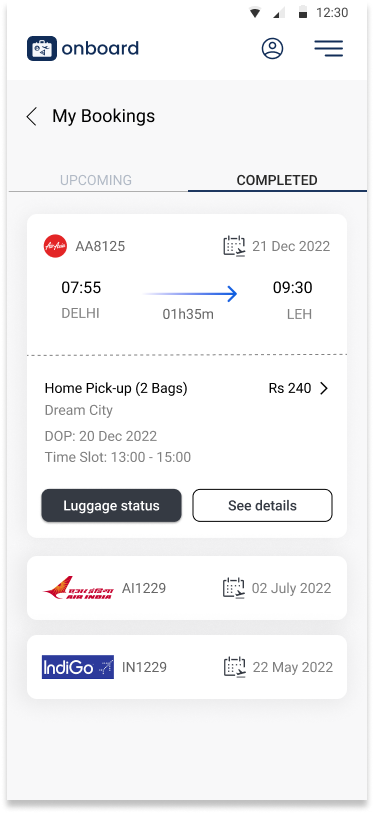 12:30
onboard
My Bookings
UPCOMING COMPLETED
AirAsia AA8125 21 Dec 2022
07:55 09:30
DELHI 01h35m LEH
Home Pick-up (2 Bags) Rs 240
Dream City
DOP: 20 Dec 2022
Time Slot: 13:00 - 15:00
Luggage status See details
एअर इंडिया
AIR INDIA AI1229 02 July 2022
IndiGo IN1229 22 May 2022